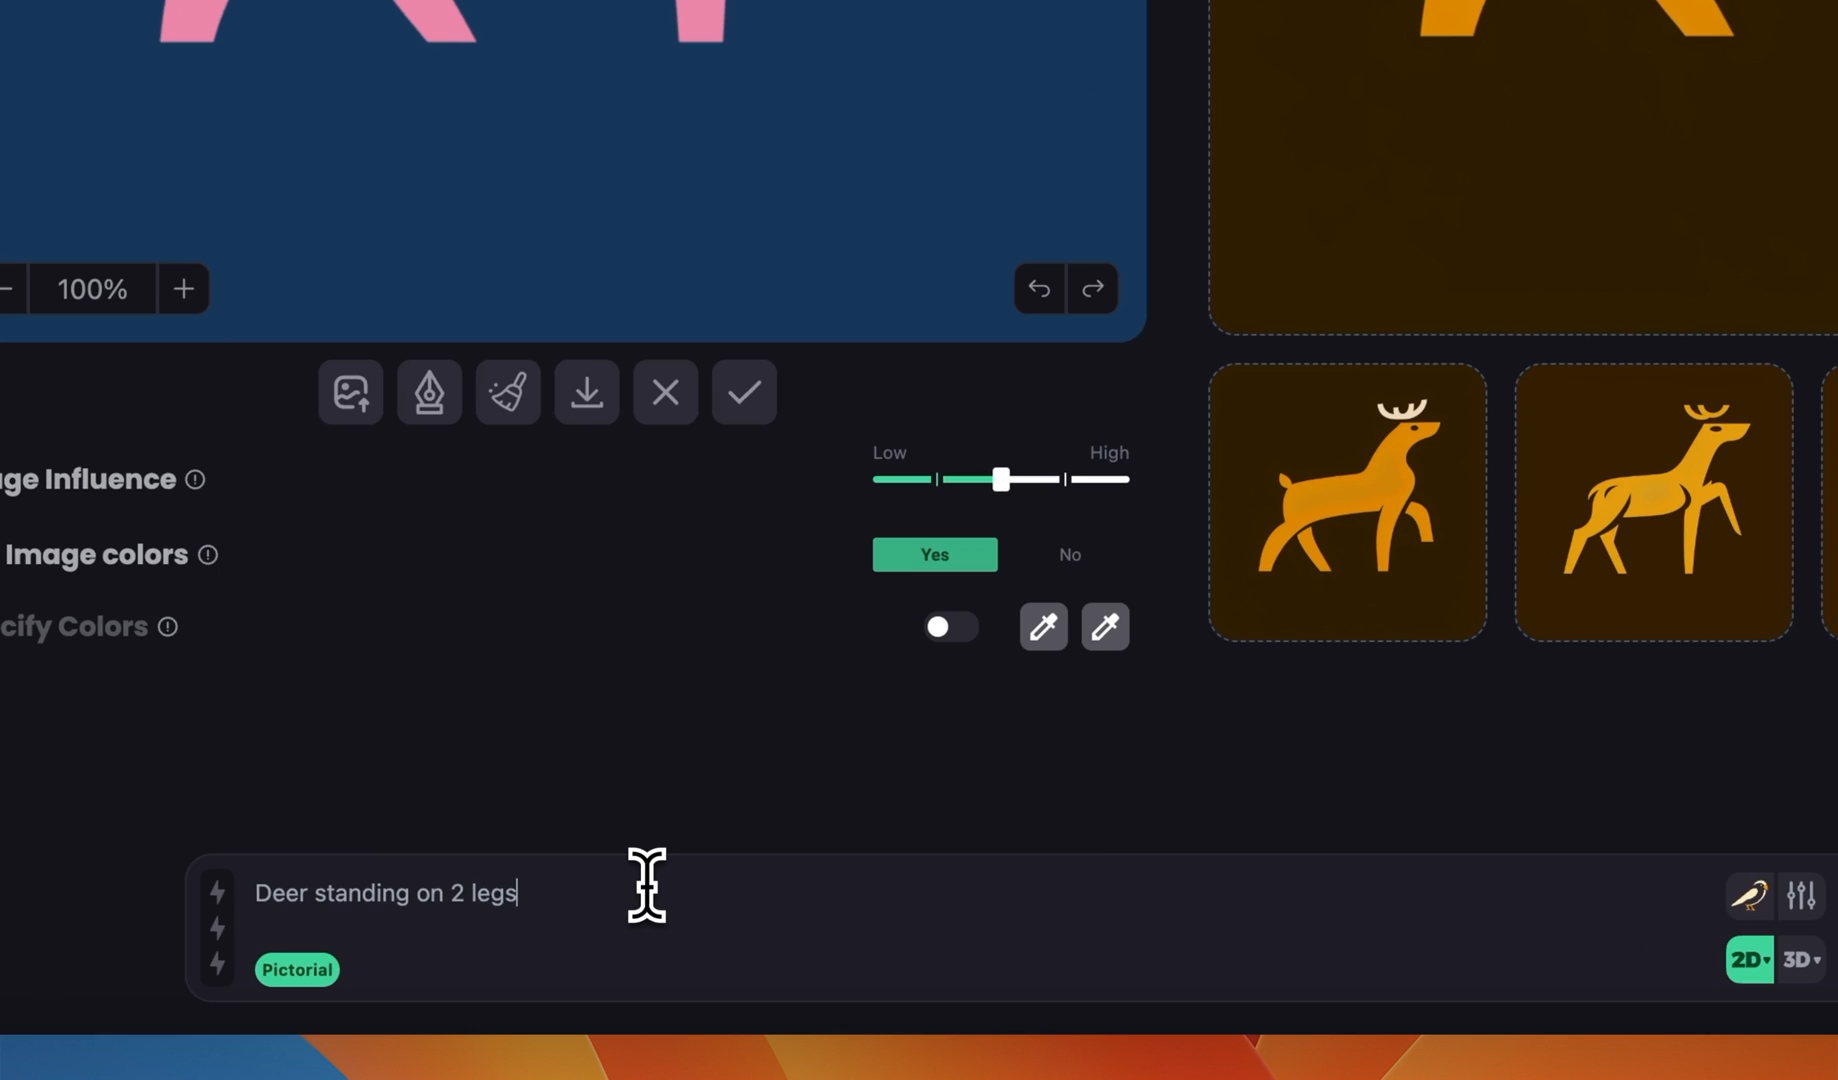 100%
Low High
ge Influence
Image colors
Yes No
cify Colors
Deer standing on 2 legs
Pictorial
2D 3D